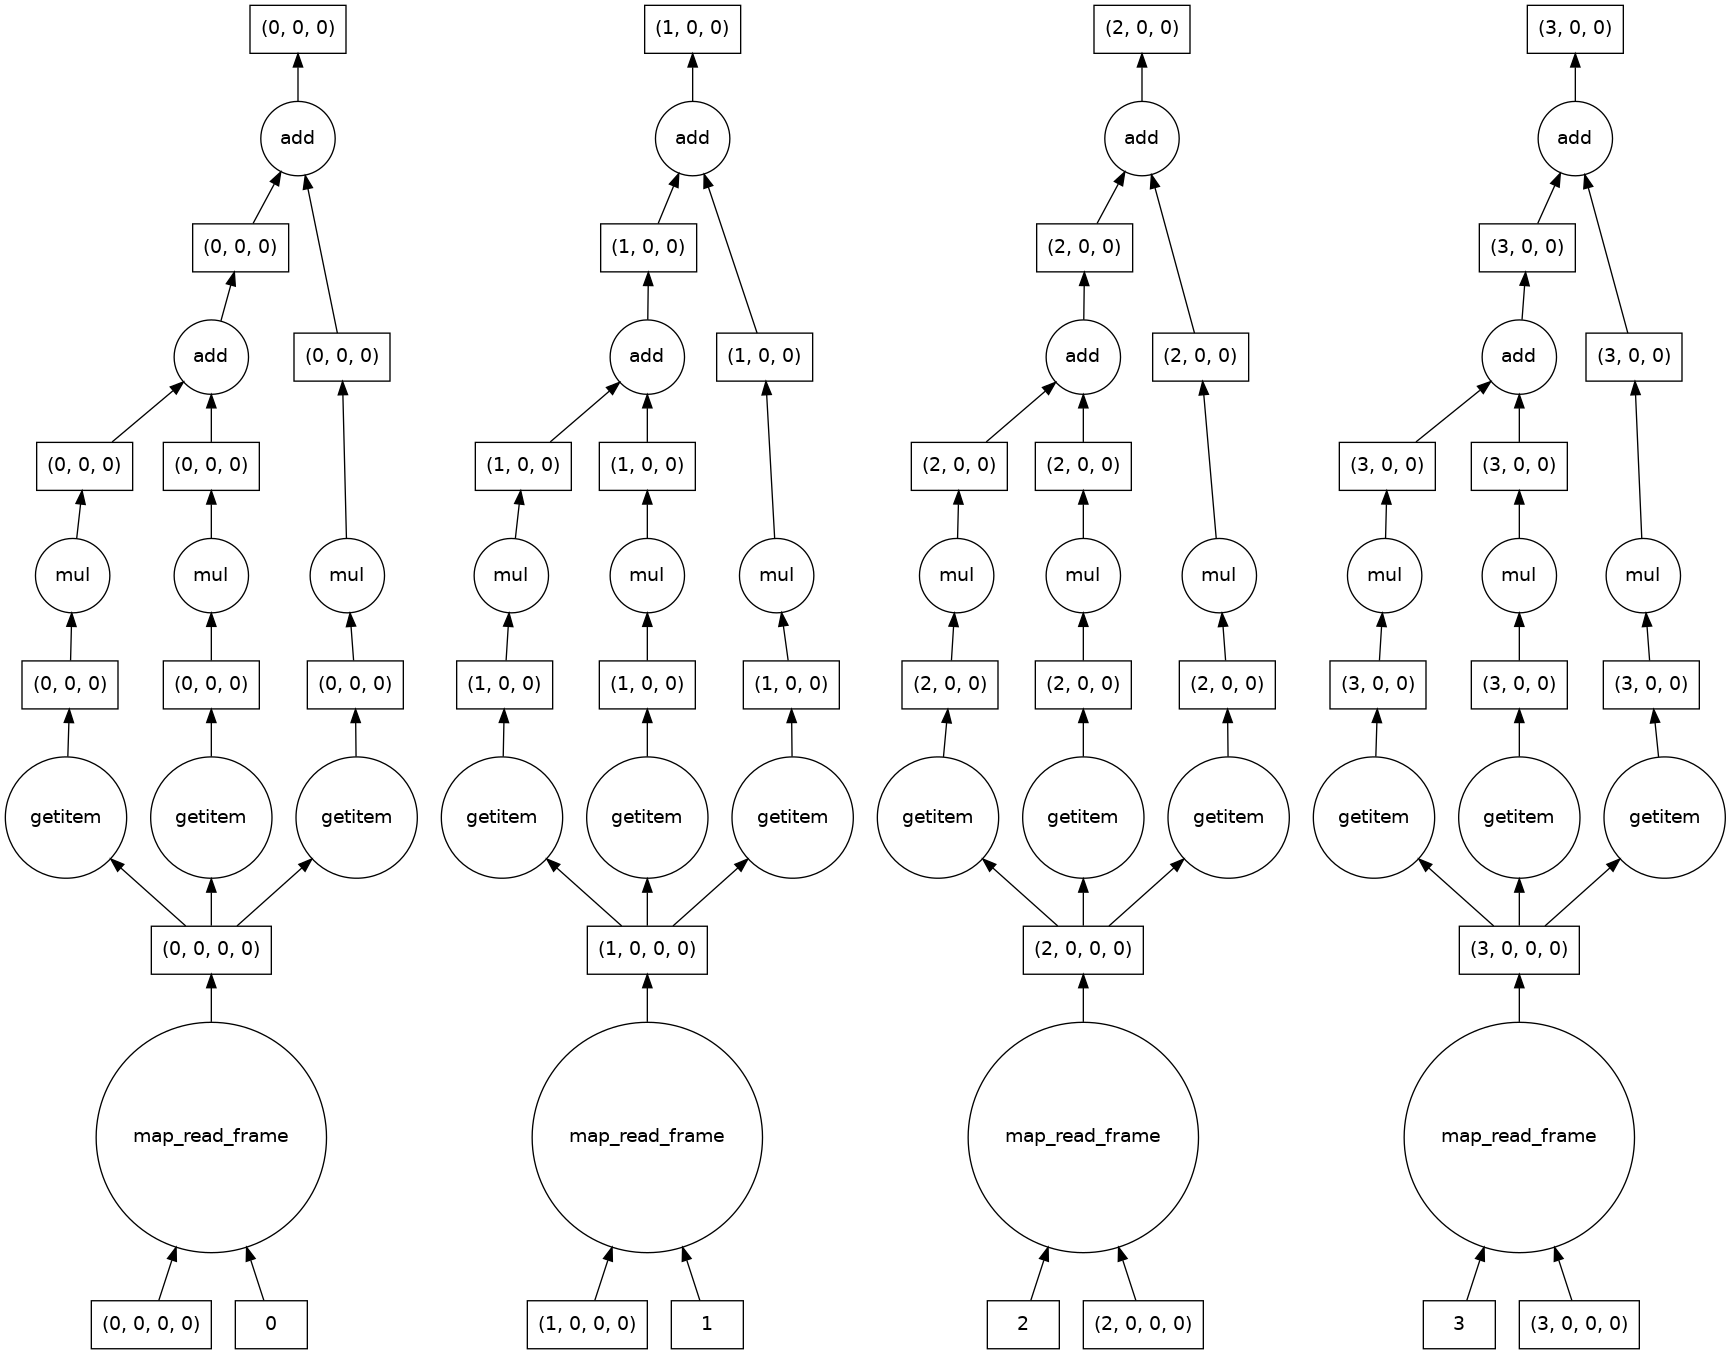 (0, 0, 0)
(1, 0, 0)
(2, 0, 0)
(3, 0, 0)
add
add
add
add
(0, 0, 0)
(1, 0, 0)
(2, 0, 0)
(3, 0, 0)
add
(0, 0, 0)
add
(1, 0, 0)
add
(2, 0, 0)
add
(3, 0, 0)
(0, 0, 0)
(0, 0, 0)
(1, 0, 0)
(1, 0, 0)
(2, 0, 0)
(2, 0, 0)
(3, 0, 0)
(3, 0, 0)
mul
mul
mul
mul
mul
mul
mul
mul
mul
mul
mul
mul
(0, 0, 0)
(0, 0, 0)
(0, 0, 0)
(1, 0, 0)
(1, 0, 0)
(1, 0, 0)
(2, 0, 0)
(2, 0, 0)
(2, 0, 0)
(3, 0, 0)
(3, 0, 0)
(3, 0, 0)
getitem
getitem
getitem
getitem
getitem
getitem
getitem
getitem
getitem
getitem
getitem
getitem
(0, 0, 0, 0)
(1, 0, 0, 0)
(2, 0, 0, 0)
(3, 0, 0, 0)
map_read_frame
map_read_frame
map_read_frame
map_read_frame
(0, 0, 0, 0)
0
(1, 0, 0, 0)
1
2
(2, 0, 0, 0)
3
(3, 0, 0, 0)